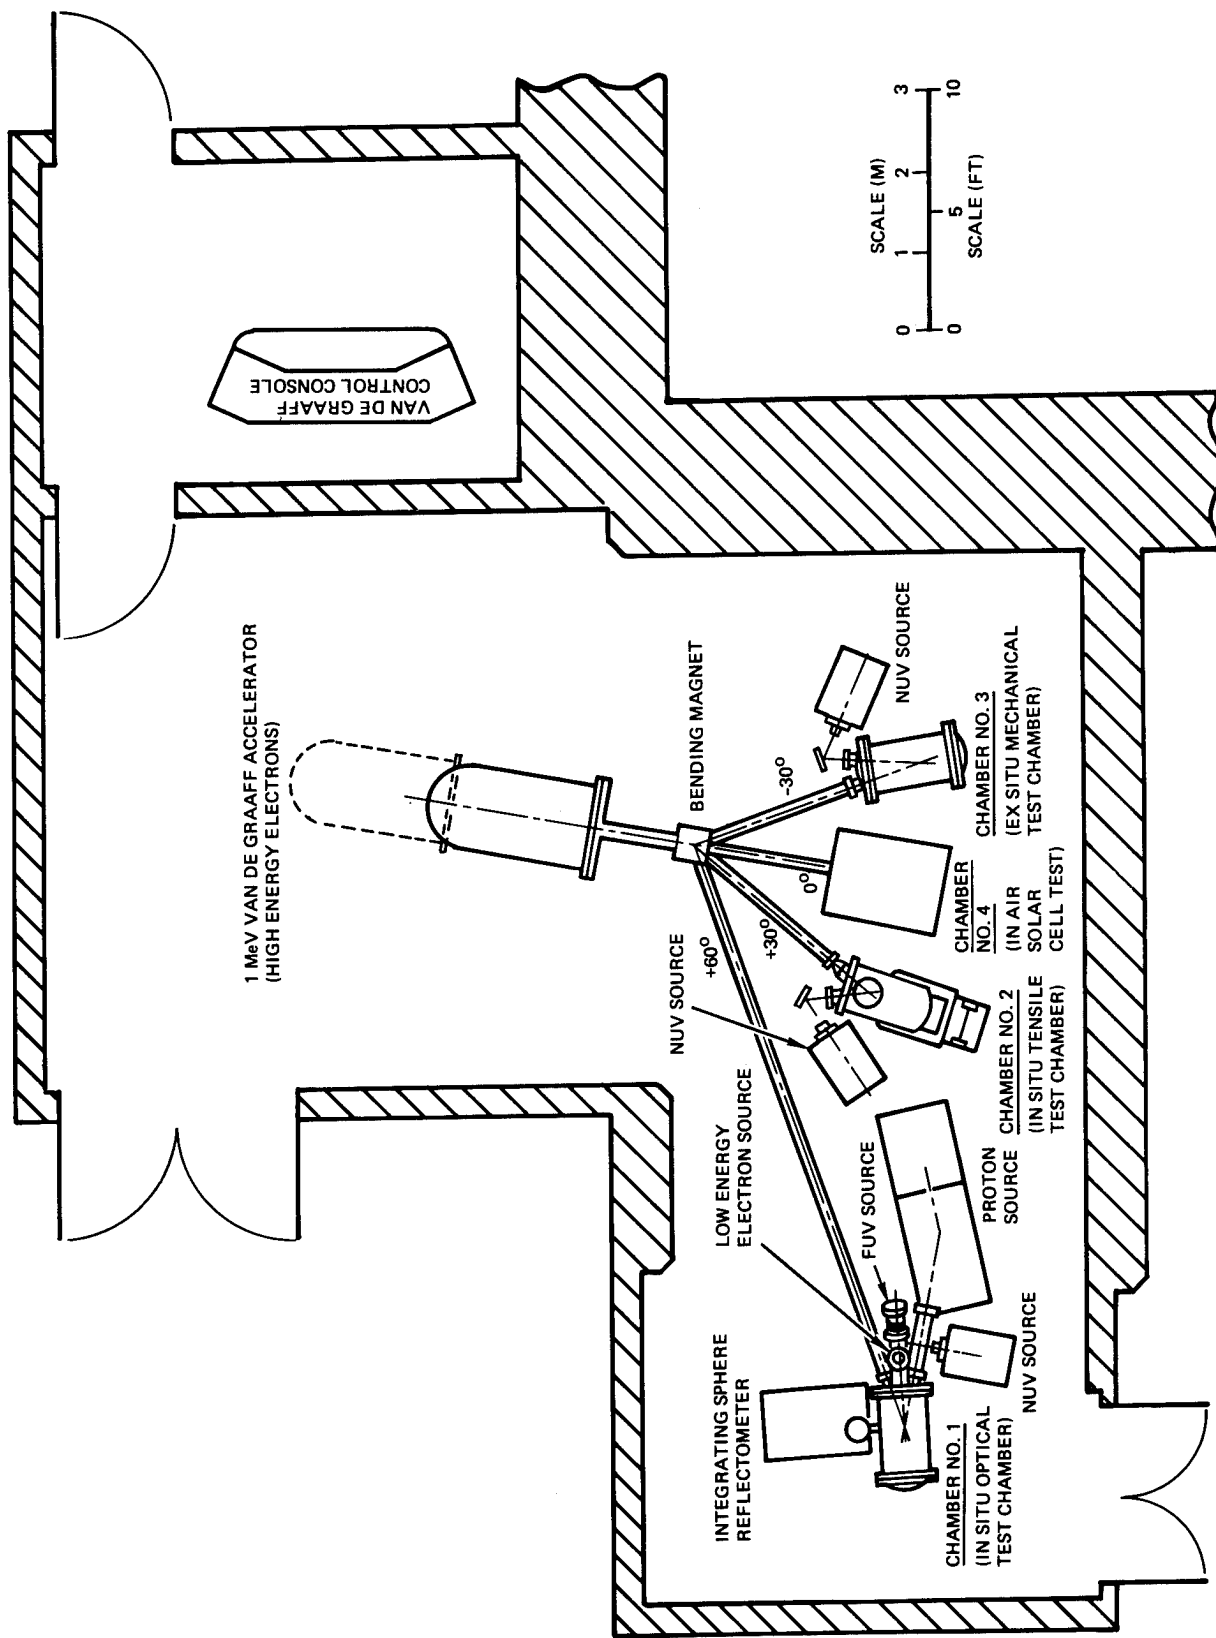 1 MeV VAN DE GRAAFF ACCELERATOR
(HIGH ENERGY ELECTRONS)
VAN DE GRAAFF
CONTROL CONSOLE
SCALE (M)
0 1 2 3
0 5 10
SCALE (FT)
BENDING MAGNET
NUV SOURCE
-30°
0°
+30°
+60°
NUV SOURCE
LOW ENERGY
ELECTRON SOURCE
FUV SOURCE
INTEGRATING SPHERE
REFLECTOMETER
CHAMBER NO. 1
(IN SITU OPTICAL
TEST CHAMBER)
NUV SOURCE
PROTON
SOURCE
CHAMBER NO. 2
(IN SITU TENSILE
TEST CHAMBER)
CHAMBER
NO. 4
(IN AIR
SOLAR
CELL TEST)
CHAMBER NO. 3
(EX SITU MECHANICAL
TEST CHAMBER)